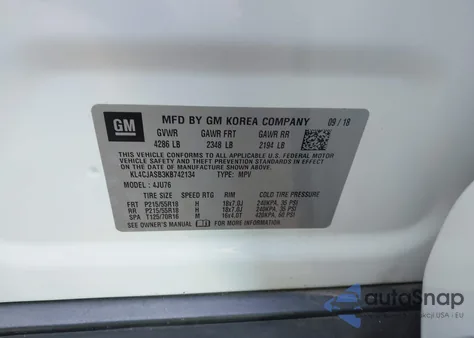 GM
MFD BY GM KOREA COMPANY 09/18
GVWR GAWR FRT GAWR RR
4286 LB 2348 LB 2194 LB
THIS VEHICLE CONFORMS TO ALL APPLICABLE U.S. FEDERAL MOTOR
VEHICLE SAFETY AND THEFT PREVENTION STANDARDS IN EFFECT ON
THE DATE OF MANUFACTURE SHOWN ABOVE.
KL4CJASB3KB742134 TYPE: MPV
MODEL: 4JU76
TIRE SIZE SPEED RTG RIM COLD TIRE PRESSURE
FRT P215/55R18 H 18x7.0J 240KPA, 35 PSI
RR P215/55R18 H 18x7.0J 240KPA, 35 PSI
SPA T125/70R16 M 16x4.0T 420KPA, 60 PSI
SEE OWNER'S MANUAL FOR MORE INFORMATION
autoSnap